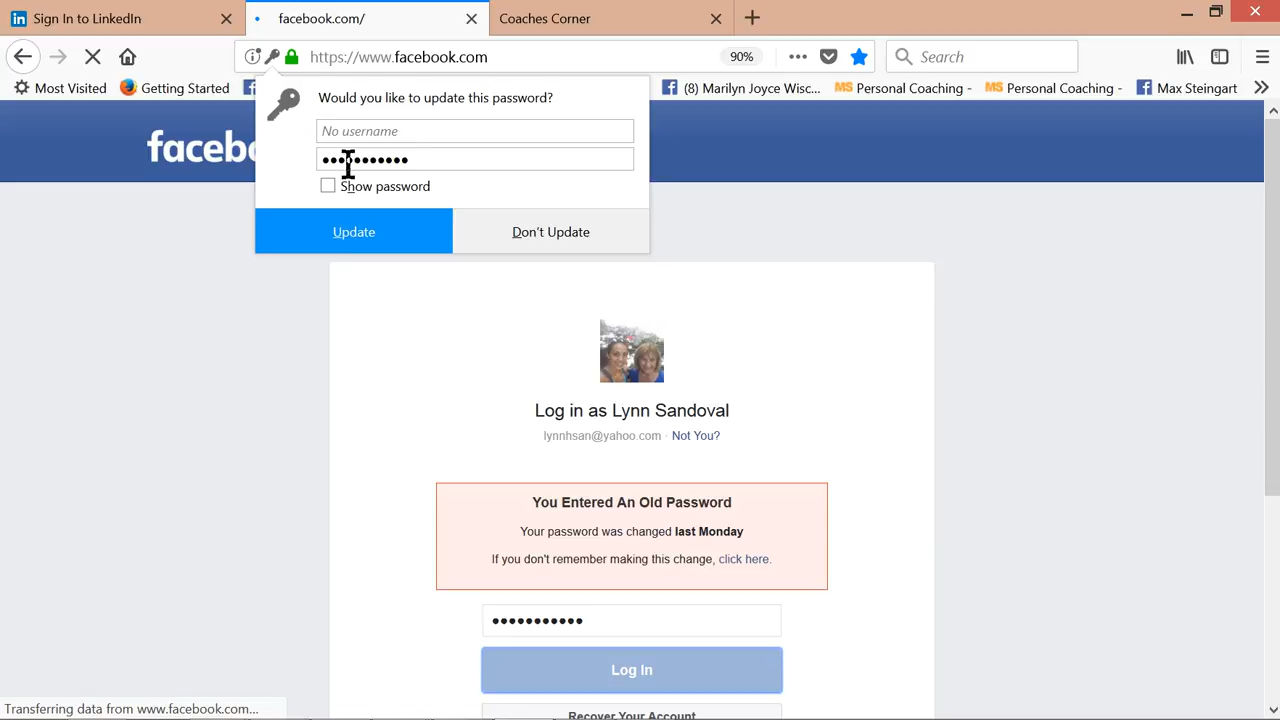 Sign In to LinkedIn
facebook.com/
Coaches Corner
https://www.facebook.com
90%
Search
Most Visited
Getting Started
(8) Marilyn Joyce Wisc...
MS Personal Coaching -
MS Personal Coaching -
Max Steingart
Would you like to update this password?
No username
●●●●●●●●●●●
Show password
Update
Don't Update
facebo
Log in as Lynn Sandoval
lynnhsan@yahoo.com · Not You?
You Entered An Old Password
Your password was changed last Monday
If you don't remember making this change, click here.
●●●●●●●●●●●
Log In
Recover Your Account
Transferring data from www.facebook.com...